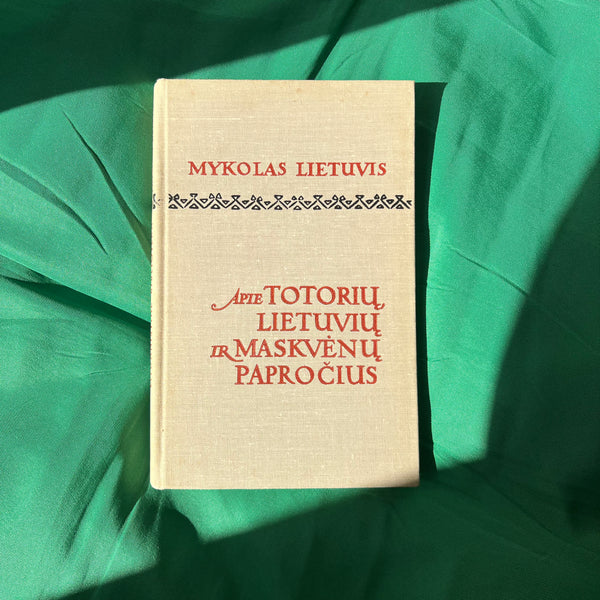 MYKOLAS LIETUVIS
APIE TOTORIŲ,
LIETUVIŲ
IR MASKVĖNŲ
PAPROČIUS